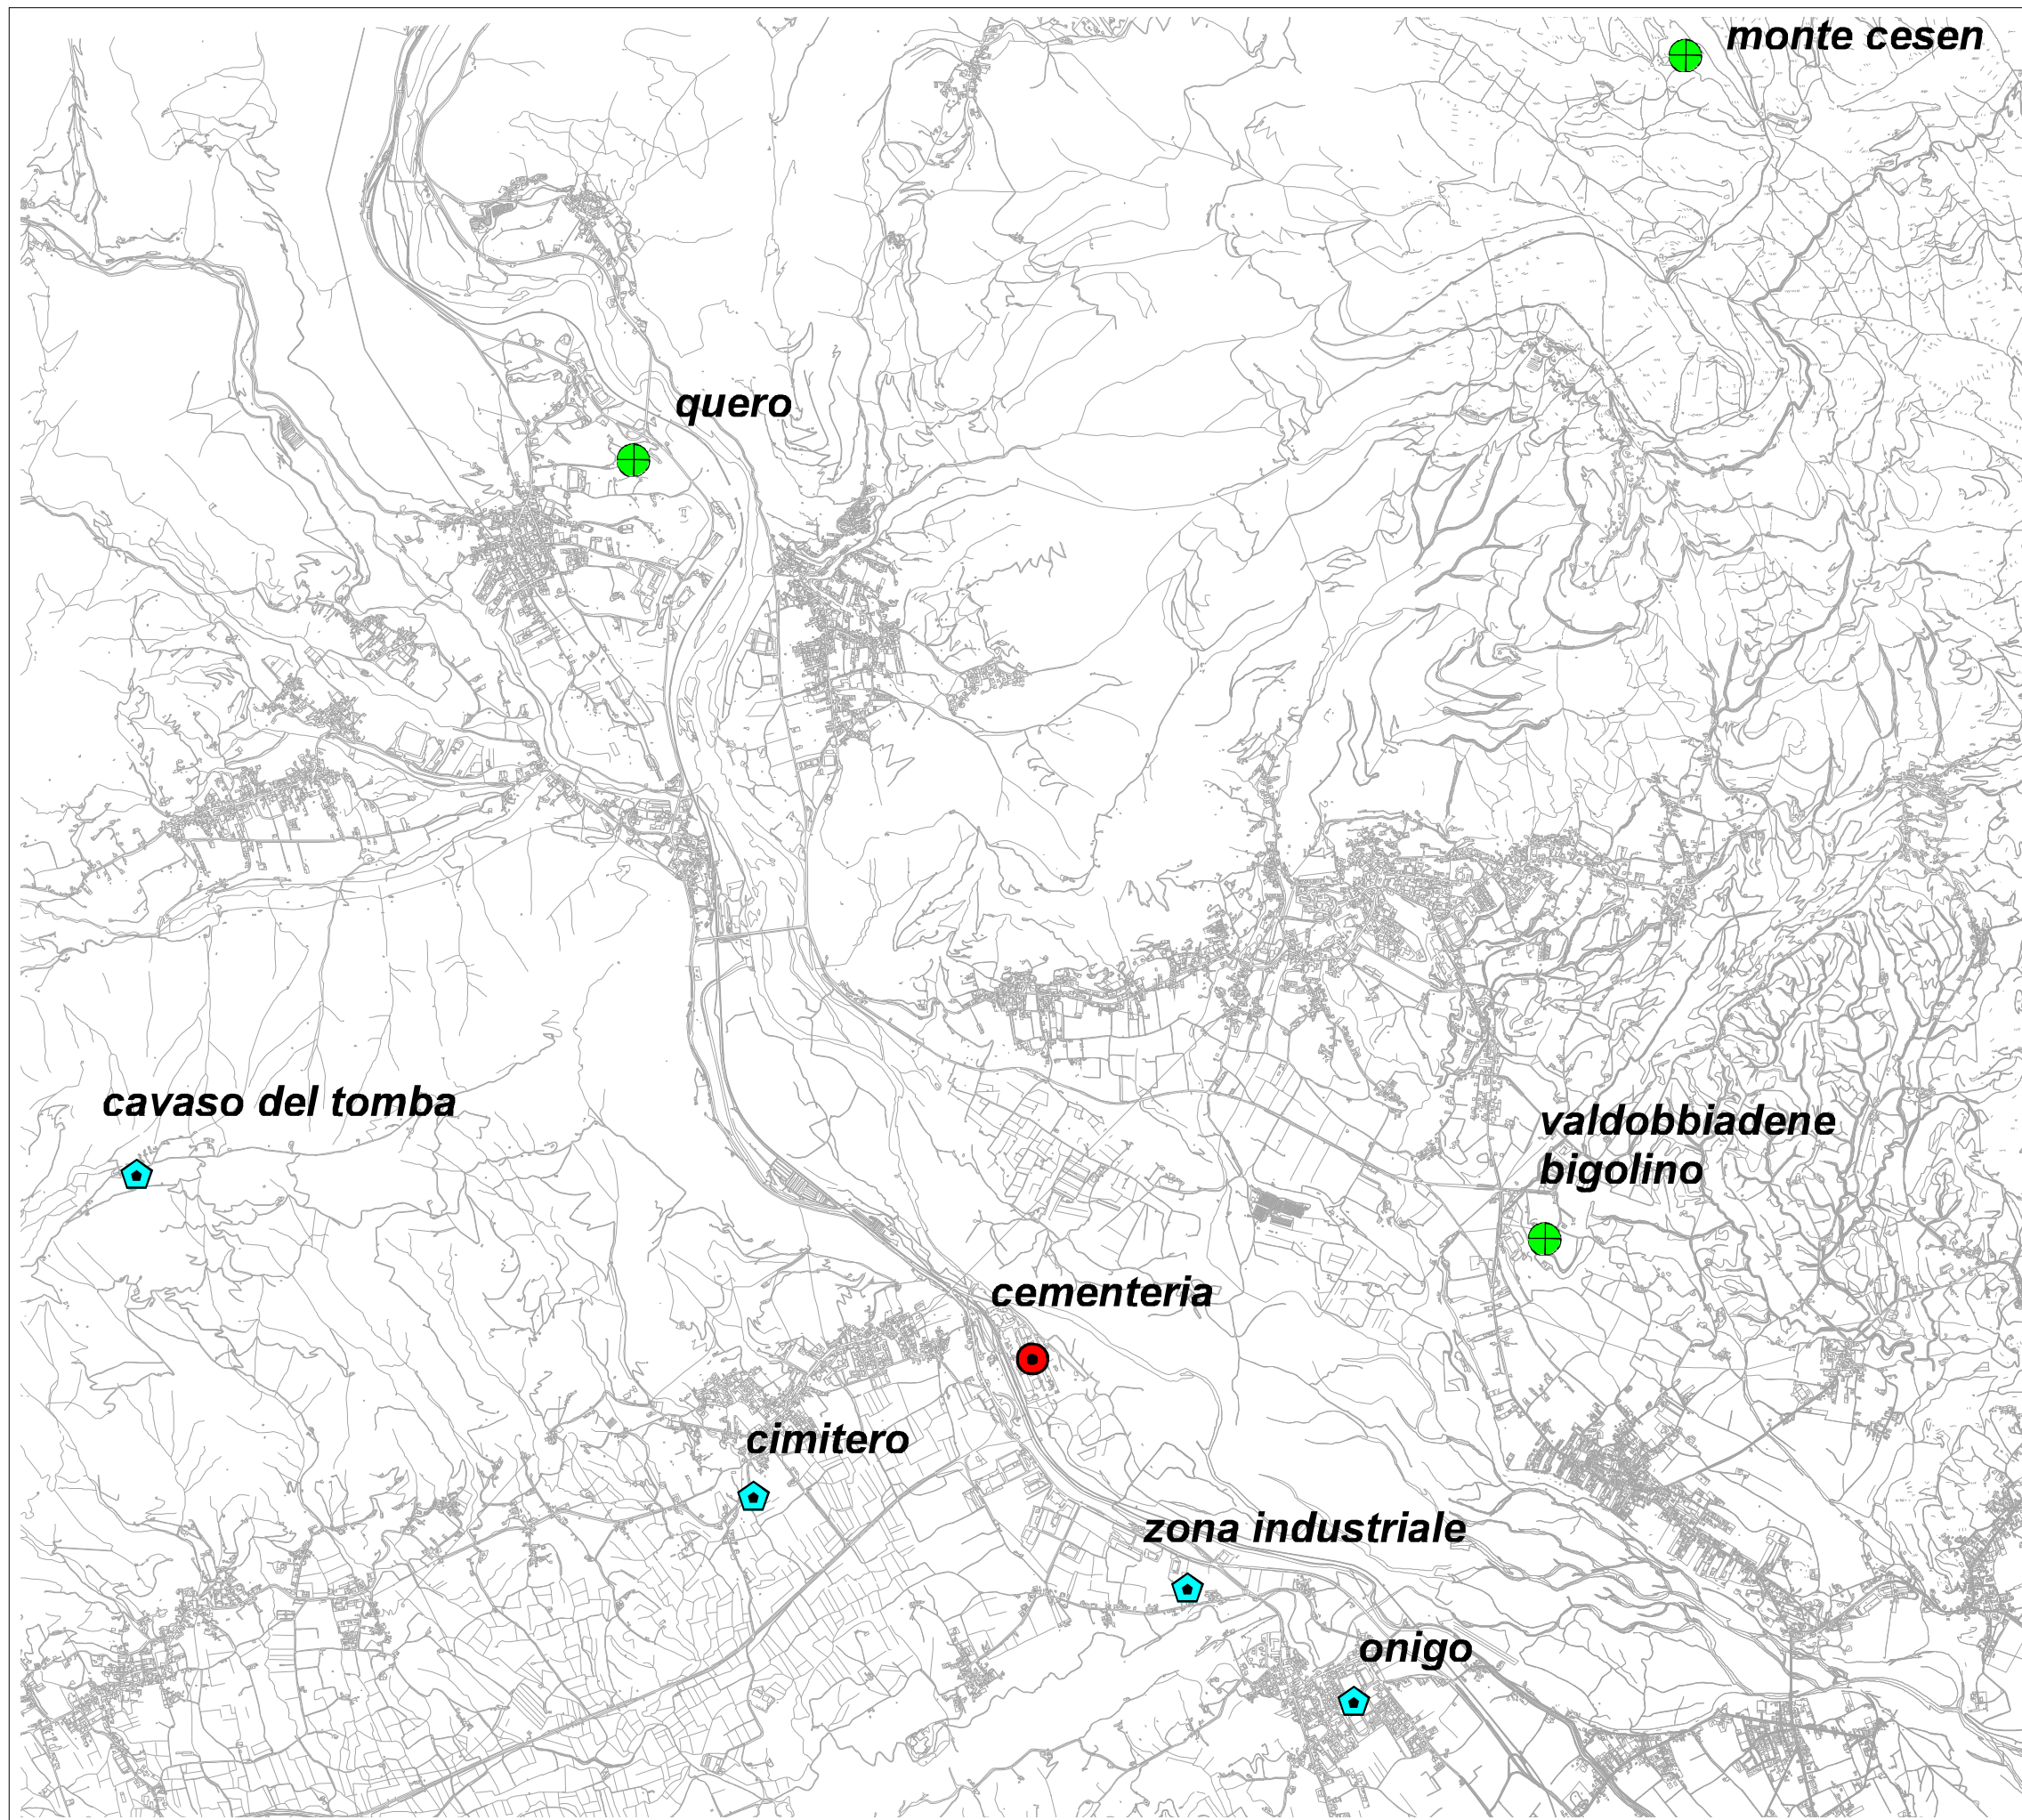 monte cesen
quero
cavaso del tomba
valdobbiadene
bigolino
cementeria
cimitero
zona industriale
onigo